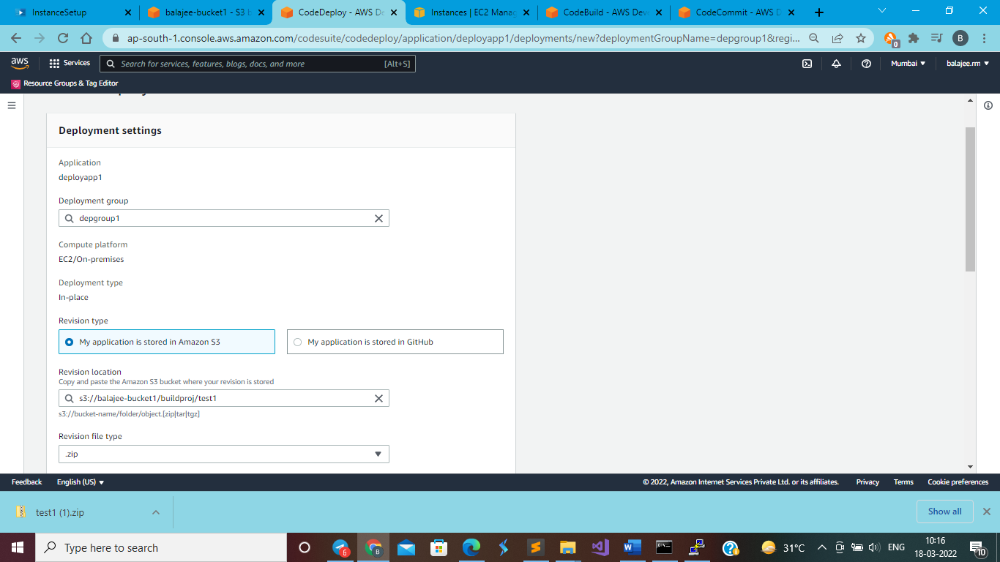 InstanceSetup
balajee-bucket1 - S3 b
CodeDeploy - AWS De
Instances | EC2 Manag
CodeBuild - AWS Dev
CodeCommit - AWS D
ap-south-1.console.aws.amazon.com/codesuite/codedeploy/application/deployapp1/deployments/new?deploymentGroupName=depgroup1&regi...
0
B
aws
Services
Search for services, features, blogs, docs, and more
[Alt+S]
Mumbai
balajee.rm
Resource Groups & Tag Editor
Deployment settings
Application
deployapp1
Deployment group
depgroup1
Compute platform
EC2/On-premises
Deployment type
In-place
Revision type
My application is stored in Amazon S3
My application is stored in GitHub
Revision location
Copy and paste the Amazon S3 bucket where your revision is stored
s3://balajee-bucket1/buildproj/test1
s3://bucket-name/folder/object.[zip|tar|tgz]
Revision file type
.zip
Feedback
English (US)
© 2022, Amazon Internet Services Private Ltd. or its affiliates.
Privacy
Terms
Cookie preferences
test1 (1).zip
Show all
Type here to search
6
B
31°C
ENG
10:16
18-03-2022
10